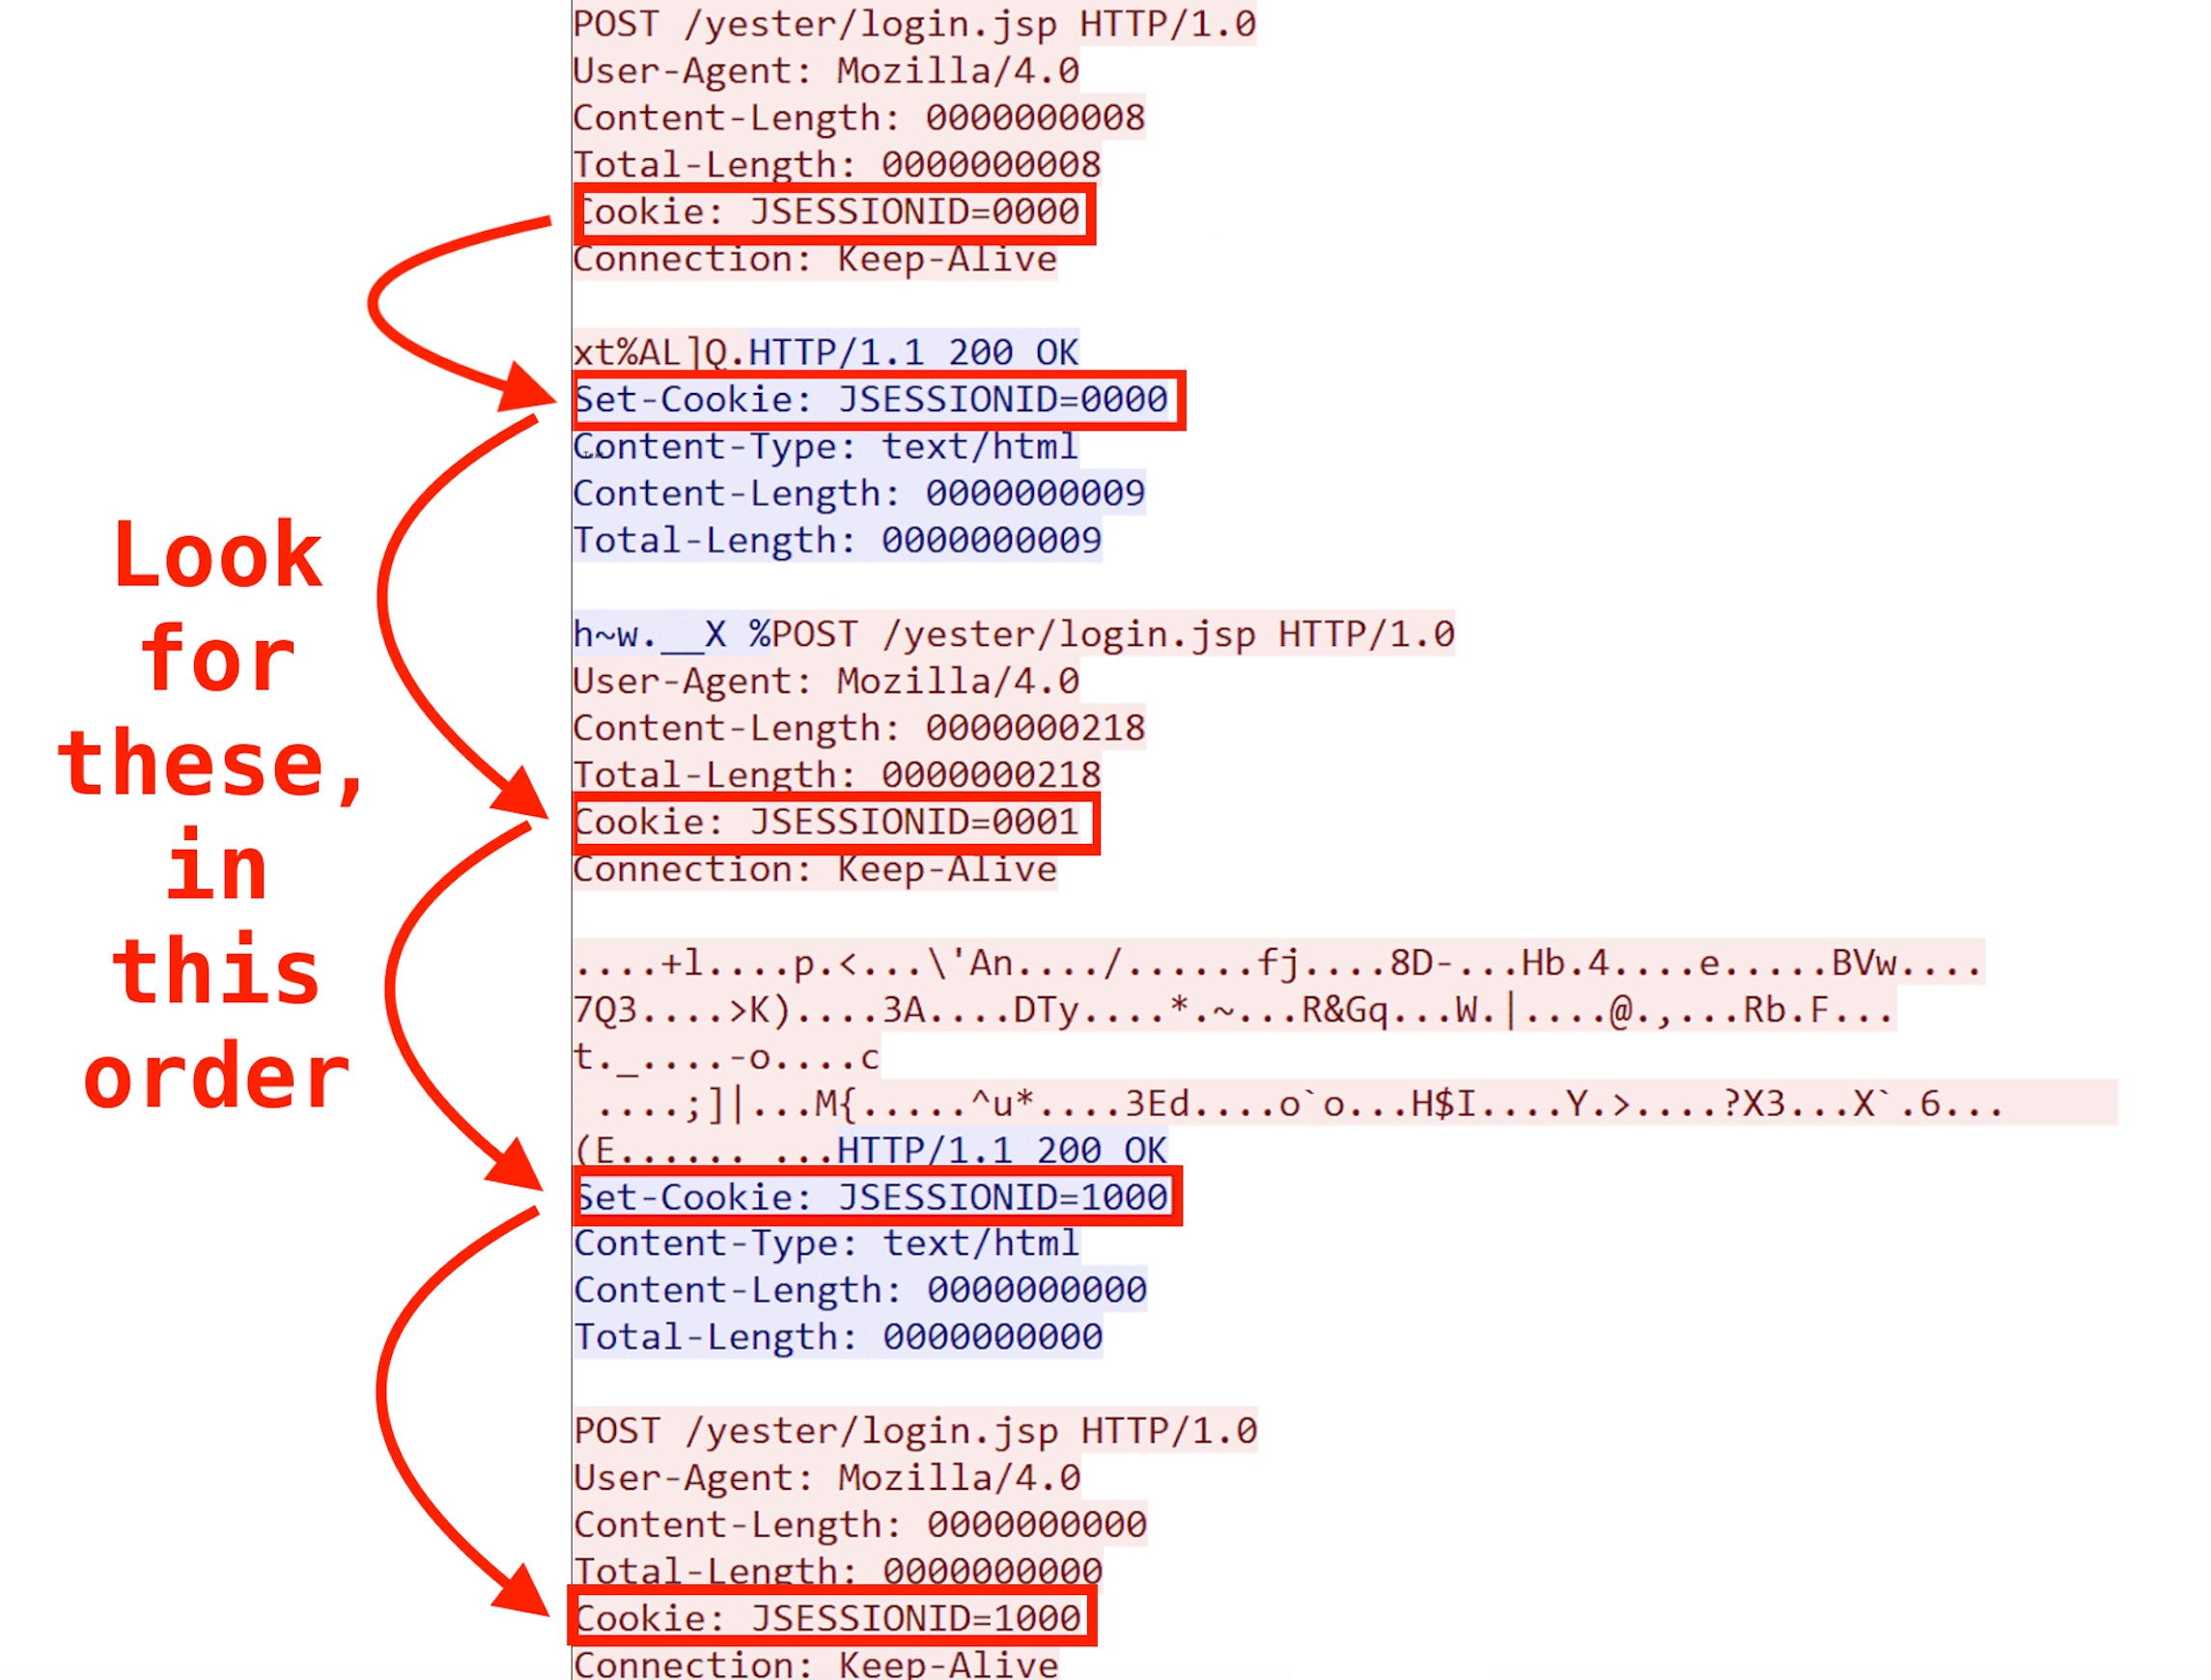 POST /yester/login.jsp HTTP/1.0
User-Agent: Mozilla/4.0
Content-Length: 0000000008
Total-Length: 0000000008
Cookie: JSESSIONID=0000
Connection: Keep-Alive
xt%AL]Q.HTTP/1.1 200 OK
Set-Cookie: JSESSIONID=0000
Content-Type: text/html
Content-Length: 0000000009
Total-Length: 0000000009
h~w.__X %POST /yester/login.jsp HTTP/1.0
User-Agent: Mozilla/4.0
Content-Length: 0000000218
Total-Length: 0000000218
Cookie: JSESSIONID=0001
Connection: Keep-Alive
....+l....p.<...\'An..../......fj....8D-...Hb.4....e.....BVw....
7Q3....>K)....3A....DTy....*.~...R&Gq...W.|....@.,...Rb.F...
t._....-o....c
....;]|...M{.....^u*....3Ed....o`o...H$I....Y.>....?X3...X`.6...
(E...... ...HTTP/1.1 200 OK
Set-Cookie: JSESSIONID=1000
Content-Type: text/html
Content-Length: 0000000000
Total-Length: 0000000000
POST /yester/login.jsp HTTP/1.0
User-Agent: Mozilla/4.0
Content-Length: 0000000000
Total-Length: 0000000000
Cookie: JSESSIONID=1000
Connection: Keep-Alive
Look
for
these,
in
this
order